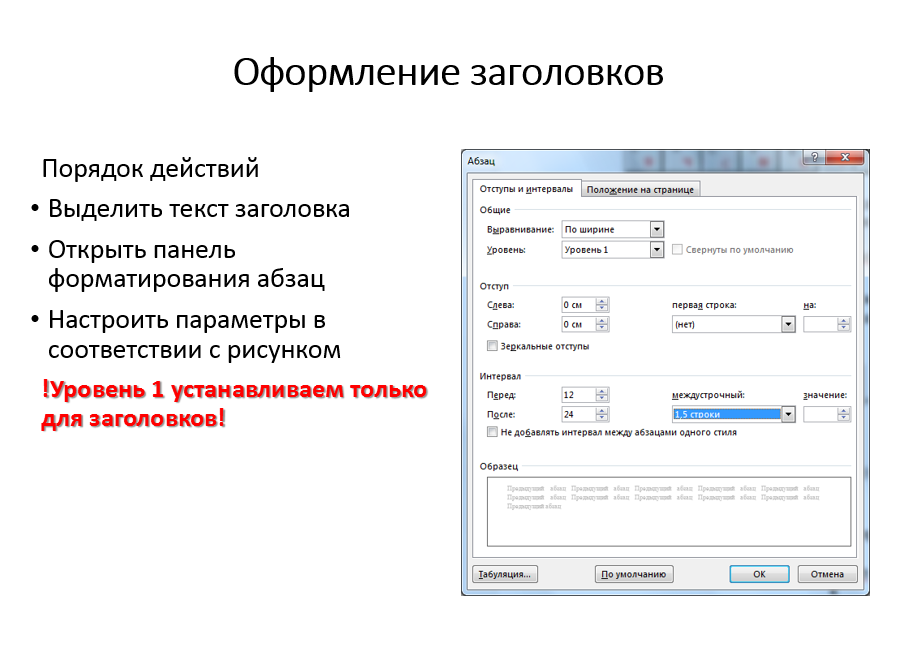 Оформление заголовков
Порядок действий
• Выделить текст заголовка
• Открыть панель
форматирования абзац
• Настроить параметры в
соответствии с рисунком
!Уровень 1 устанавливаем только
для заголовков!
Абзац
Отступы и интервалы Положение на странице
Общие
Выравнивание: По ширине
Уровень: Уровень 1 Свернуты по умолчанию
Отступ
Слева: 0 см первая строка: на:
Справа: 0 см (нет)
Зеркальные отступы
Интервал
Перед: 12 междустрочный: значение:
После: 24 1,5 строки
Не добавлять интервал между абзацами одного стиля
Образец
Предыдущий абзац Предыдущий абзац Предыдущий абзац Предыдущий абзац Предыдущий абзац
Предыдущий абзац Предыдущий абзац Предыдущий абзац Предыдущий абзац Предыдущий абзац
Предыдущий абзац
Табуляция... По умолчанию ОК Отмена